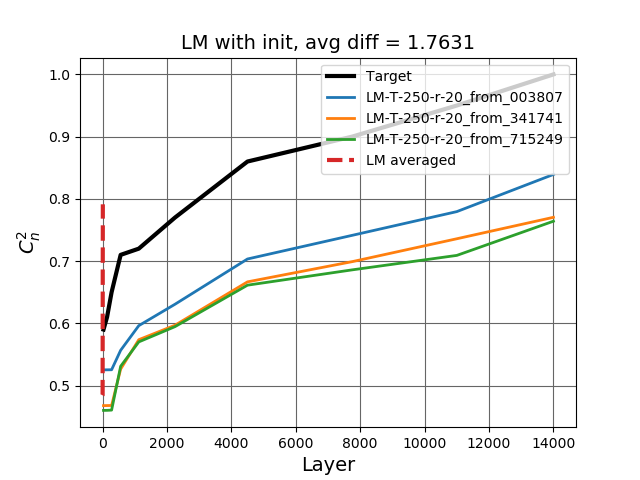 LM with init, avg diff = 1.7631
Target
LM-T-250-r-20_from_003807
LM-T-250-r-20_from_341741
LM-T-250-r-20_from_715249
LM averaged
1.0
0.9
0.8
0.7
0.6
0.5
C_n^2
0 2000 4000 6000 8000 10000 12000 14000
Layer